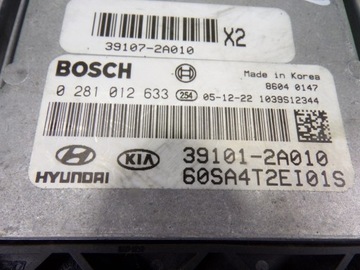 39107-2A010 X2
BOSCH
Made in Korea
8604 0147
0 281 012 633 254 05-12-22 1039S12344
HYUNDAI KIA
39101-2A010
60SA4T2EI01S